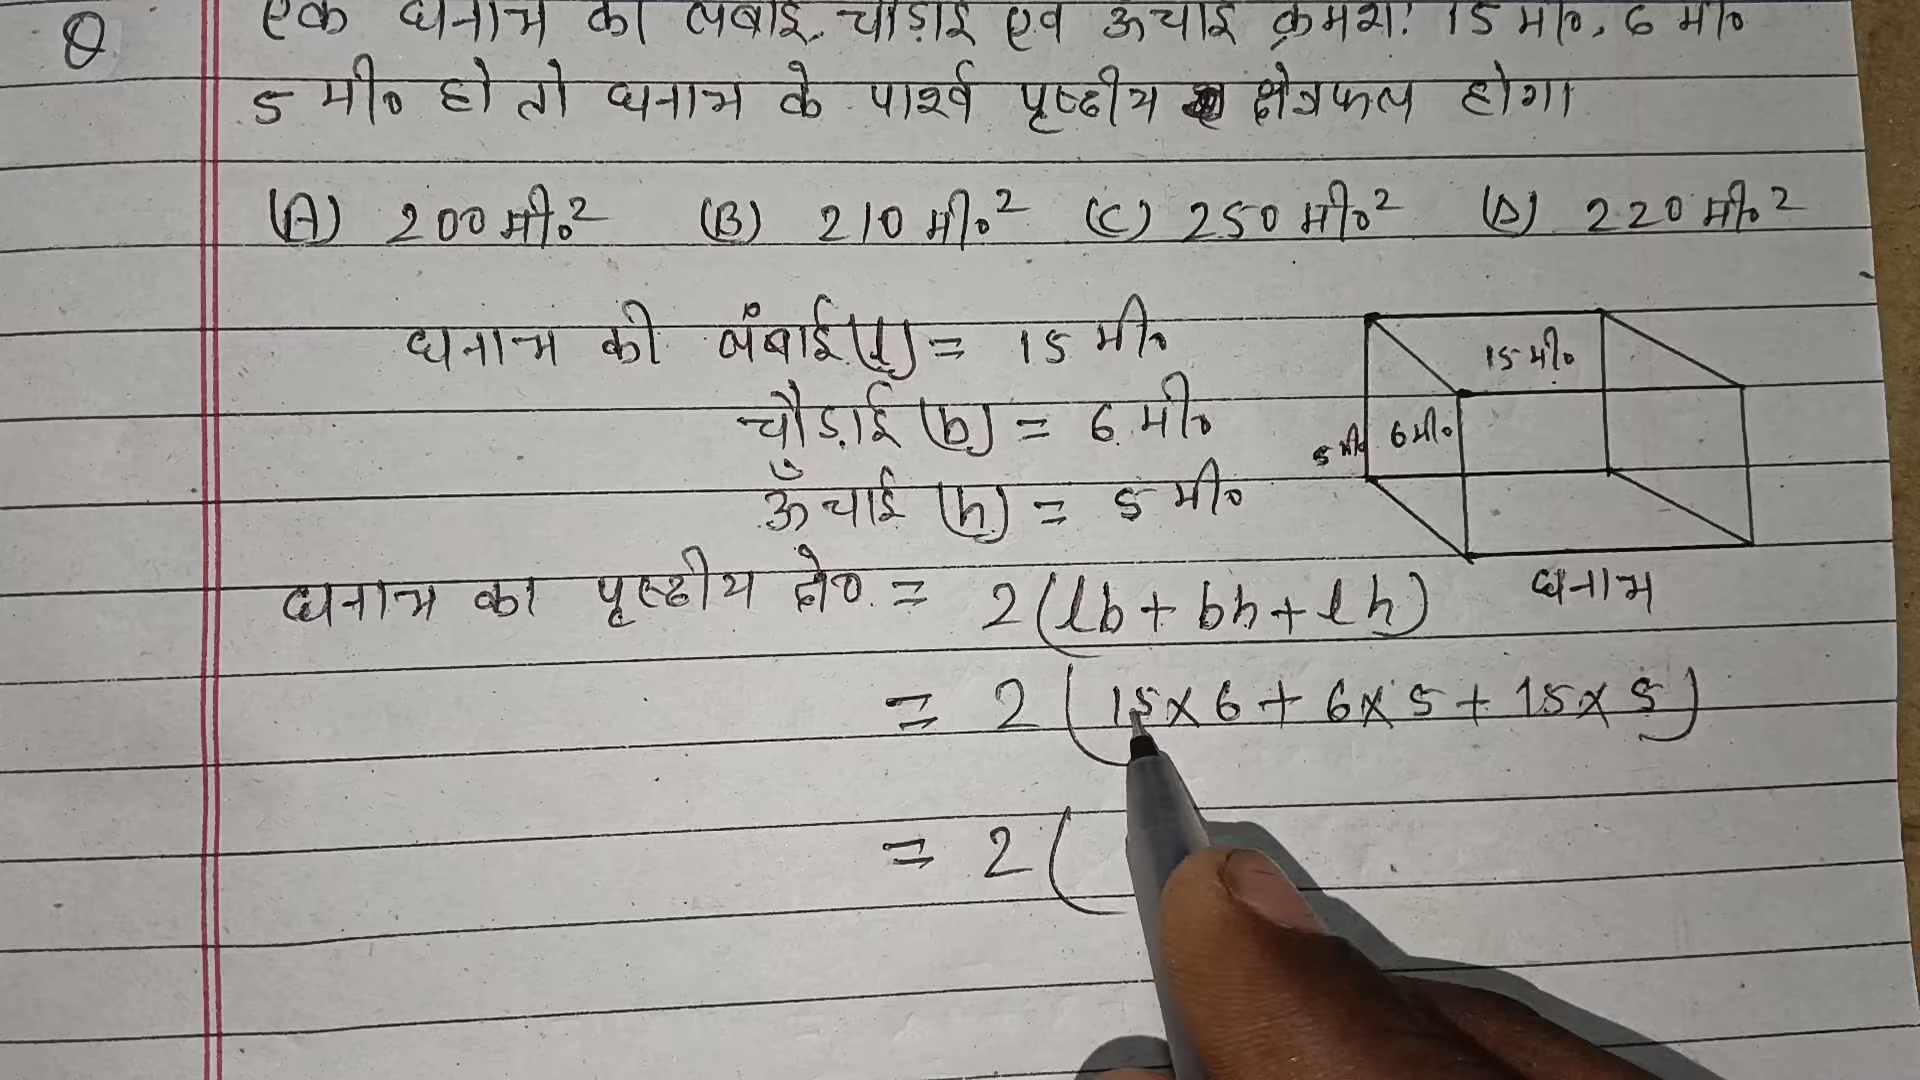 Q एक घनाभ की लंबाई, चौड़ाई एवं ऊँचाई क्रमशः 15 मी०, 6 मी०
5 मी० हो तो घनाभ के पार्श्व पृष्ठीय क्षेत्रफल होगा
(A) 200 मी०² (B) 210 मी०² (C) 250 मी०² (D) 220 मी०²
घनाभ की लंबाई (l) = 15 मी०
चौड़ाई (b) = 6 मी०
ऊँचाई (h) = 5 मी०
15 मी०
5 मी० 6 मी०
घनाभ
घनाभ का पृष्ठीय क्षे०. = 2 (lb + bh + lh)
= 2 (15 × 6 + 6 × 5 + 15 × 5)
= 2 (